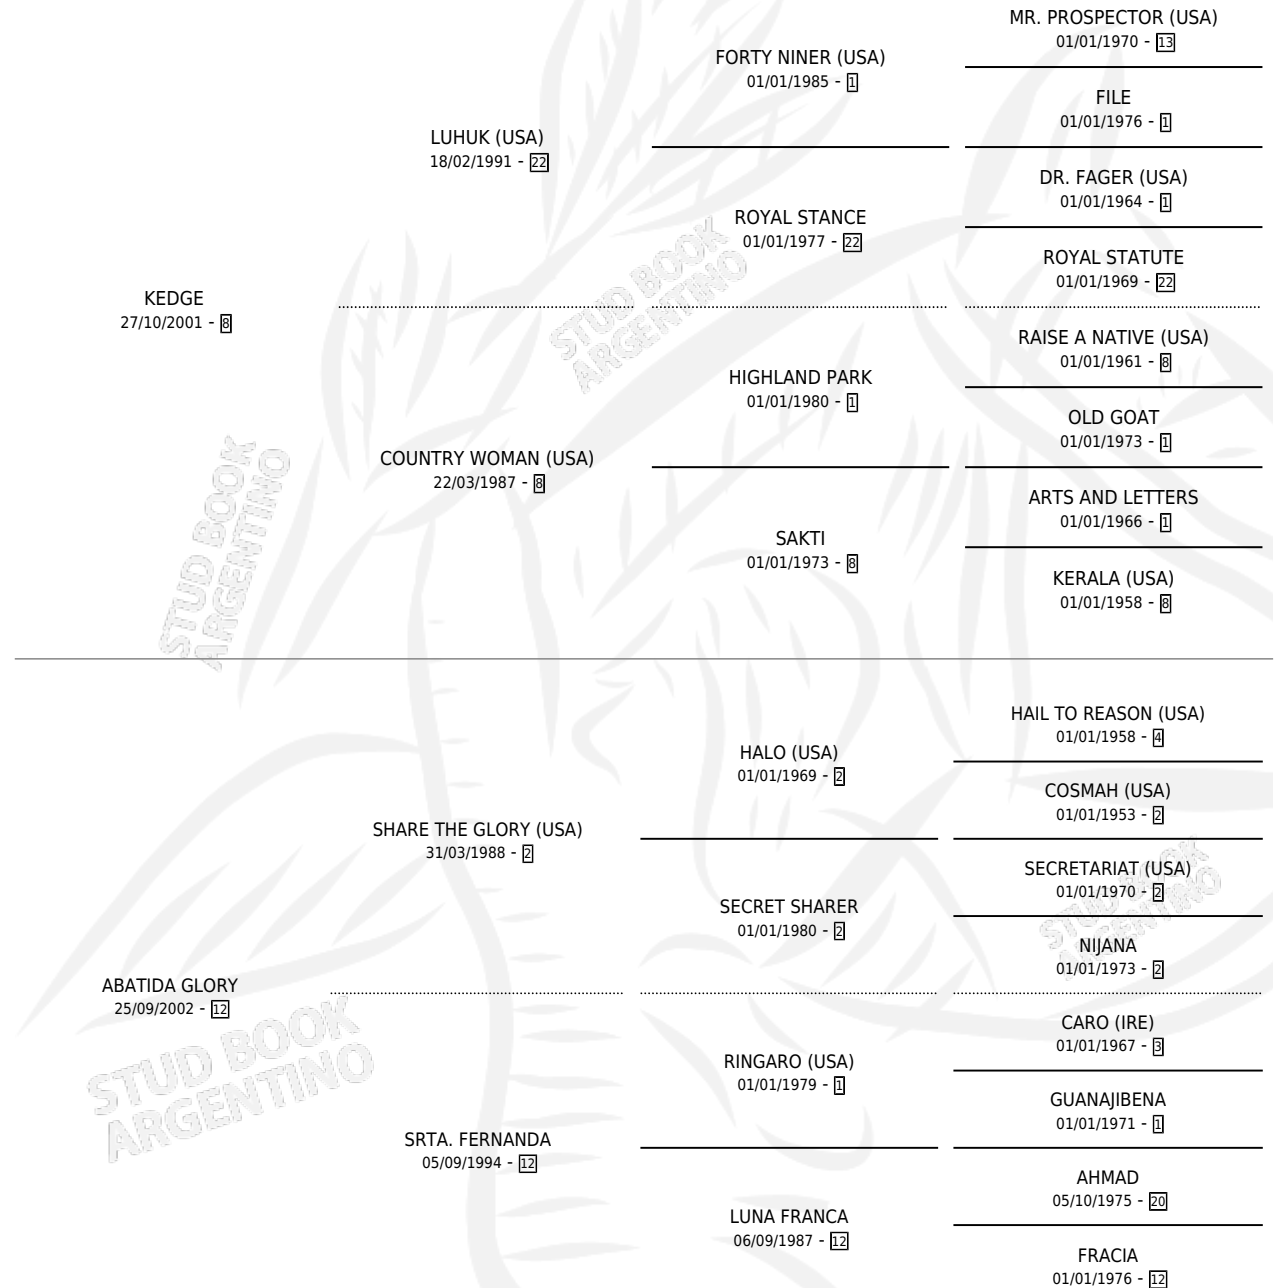 MR. PROSPECTOR (USA)
01/01/1970 - 13
FORTY NINER (USA)
01/01/1985 - 1
FILE
01/01/1976 - 1
LUHUK (USA)
18/02/1991 - 22
DR. FAGER (USA)
01/01/1964 - 1
ROYAL STANCE
01/01/1977 - 22
ROYAL STATUTE
01/01/1969 - 22
KEDGE
27/10/2001 - 8
STUD BOOK
ARGENTINO
RAISE A NATIVE (USA)
01/01/1961 - 8
HIGHLAND PARK
01/01/1980 - 1
OLD GOAT
01/01/1973 - 1
COUNTRY WOMAN (USA)
22/03/1987 - 8
ARTS AND LETTERS
01/01/1966 - 1
SAKTI
01/01/1973 - 8
KERALA (USA)
01/01/1958 - 8
STUD BOOK
ARGENTINO
HAIL TO REASON (USA)
01/01/1958 - 4
HALO (USA)
01/01/1969 - 2
COSMAH (USA)
01/01/1953 - 2
SHARE THE GLORY (USA)
31/03/1988 - 2
SECRETARIAT (USA)
01/01/1970 - 2
SECRET SHARER
01/01/1980 - 2
STUD BOOK
ARGENTINO
NIJANA
01/01/1973 - 2
ABATIDA GLORY
25/09/2002 - 12
STUD BOOK
ARGENTINO
CARO (IRE)
01/01/1967 - 3
RINGARO (USA)
01/01/1979 - 1
GUANAJIBENA
01/01/1971 - 1
SRTA. FERNANDA
05/09/1994 - 12
AHMAD
05/10/1975 - 20
LUNA FRANCA
06/09/1987 - 12
FRACIA
01/01/1976 - 12